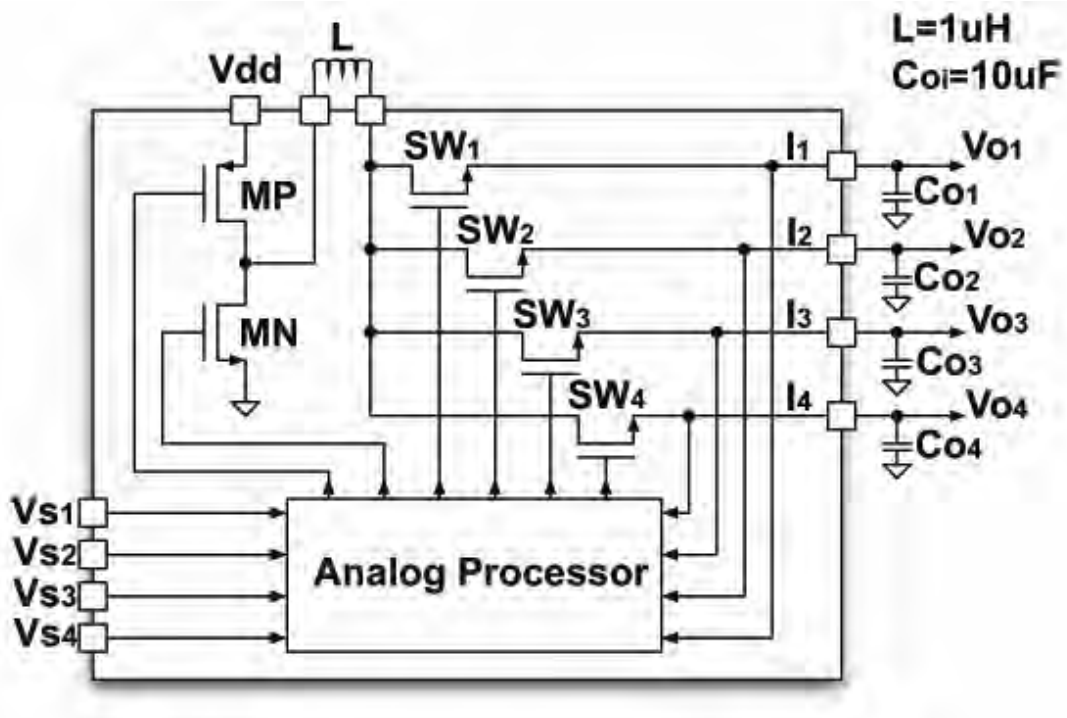 L=1uH
Coi=10uF
L
Vdd
MP
MN
SW1
SW2
SW3
SW4
I1
I2
I3
I4
Vo1
Co1
Vo2
Co2
Vo3
Co3
Vo4
Co4
Vs1
Vs2
Vs3
Vs4
Analog Processor